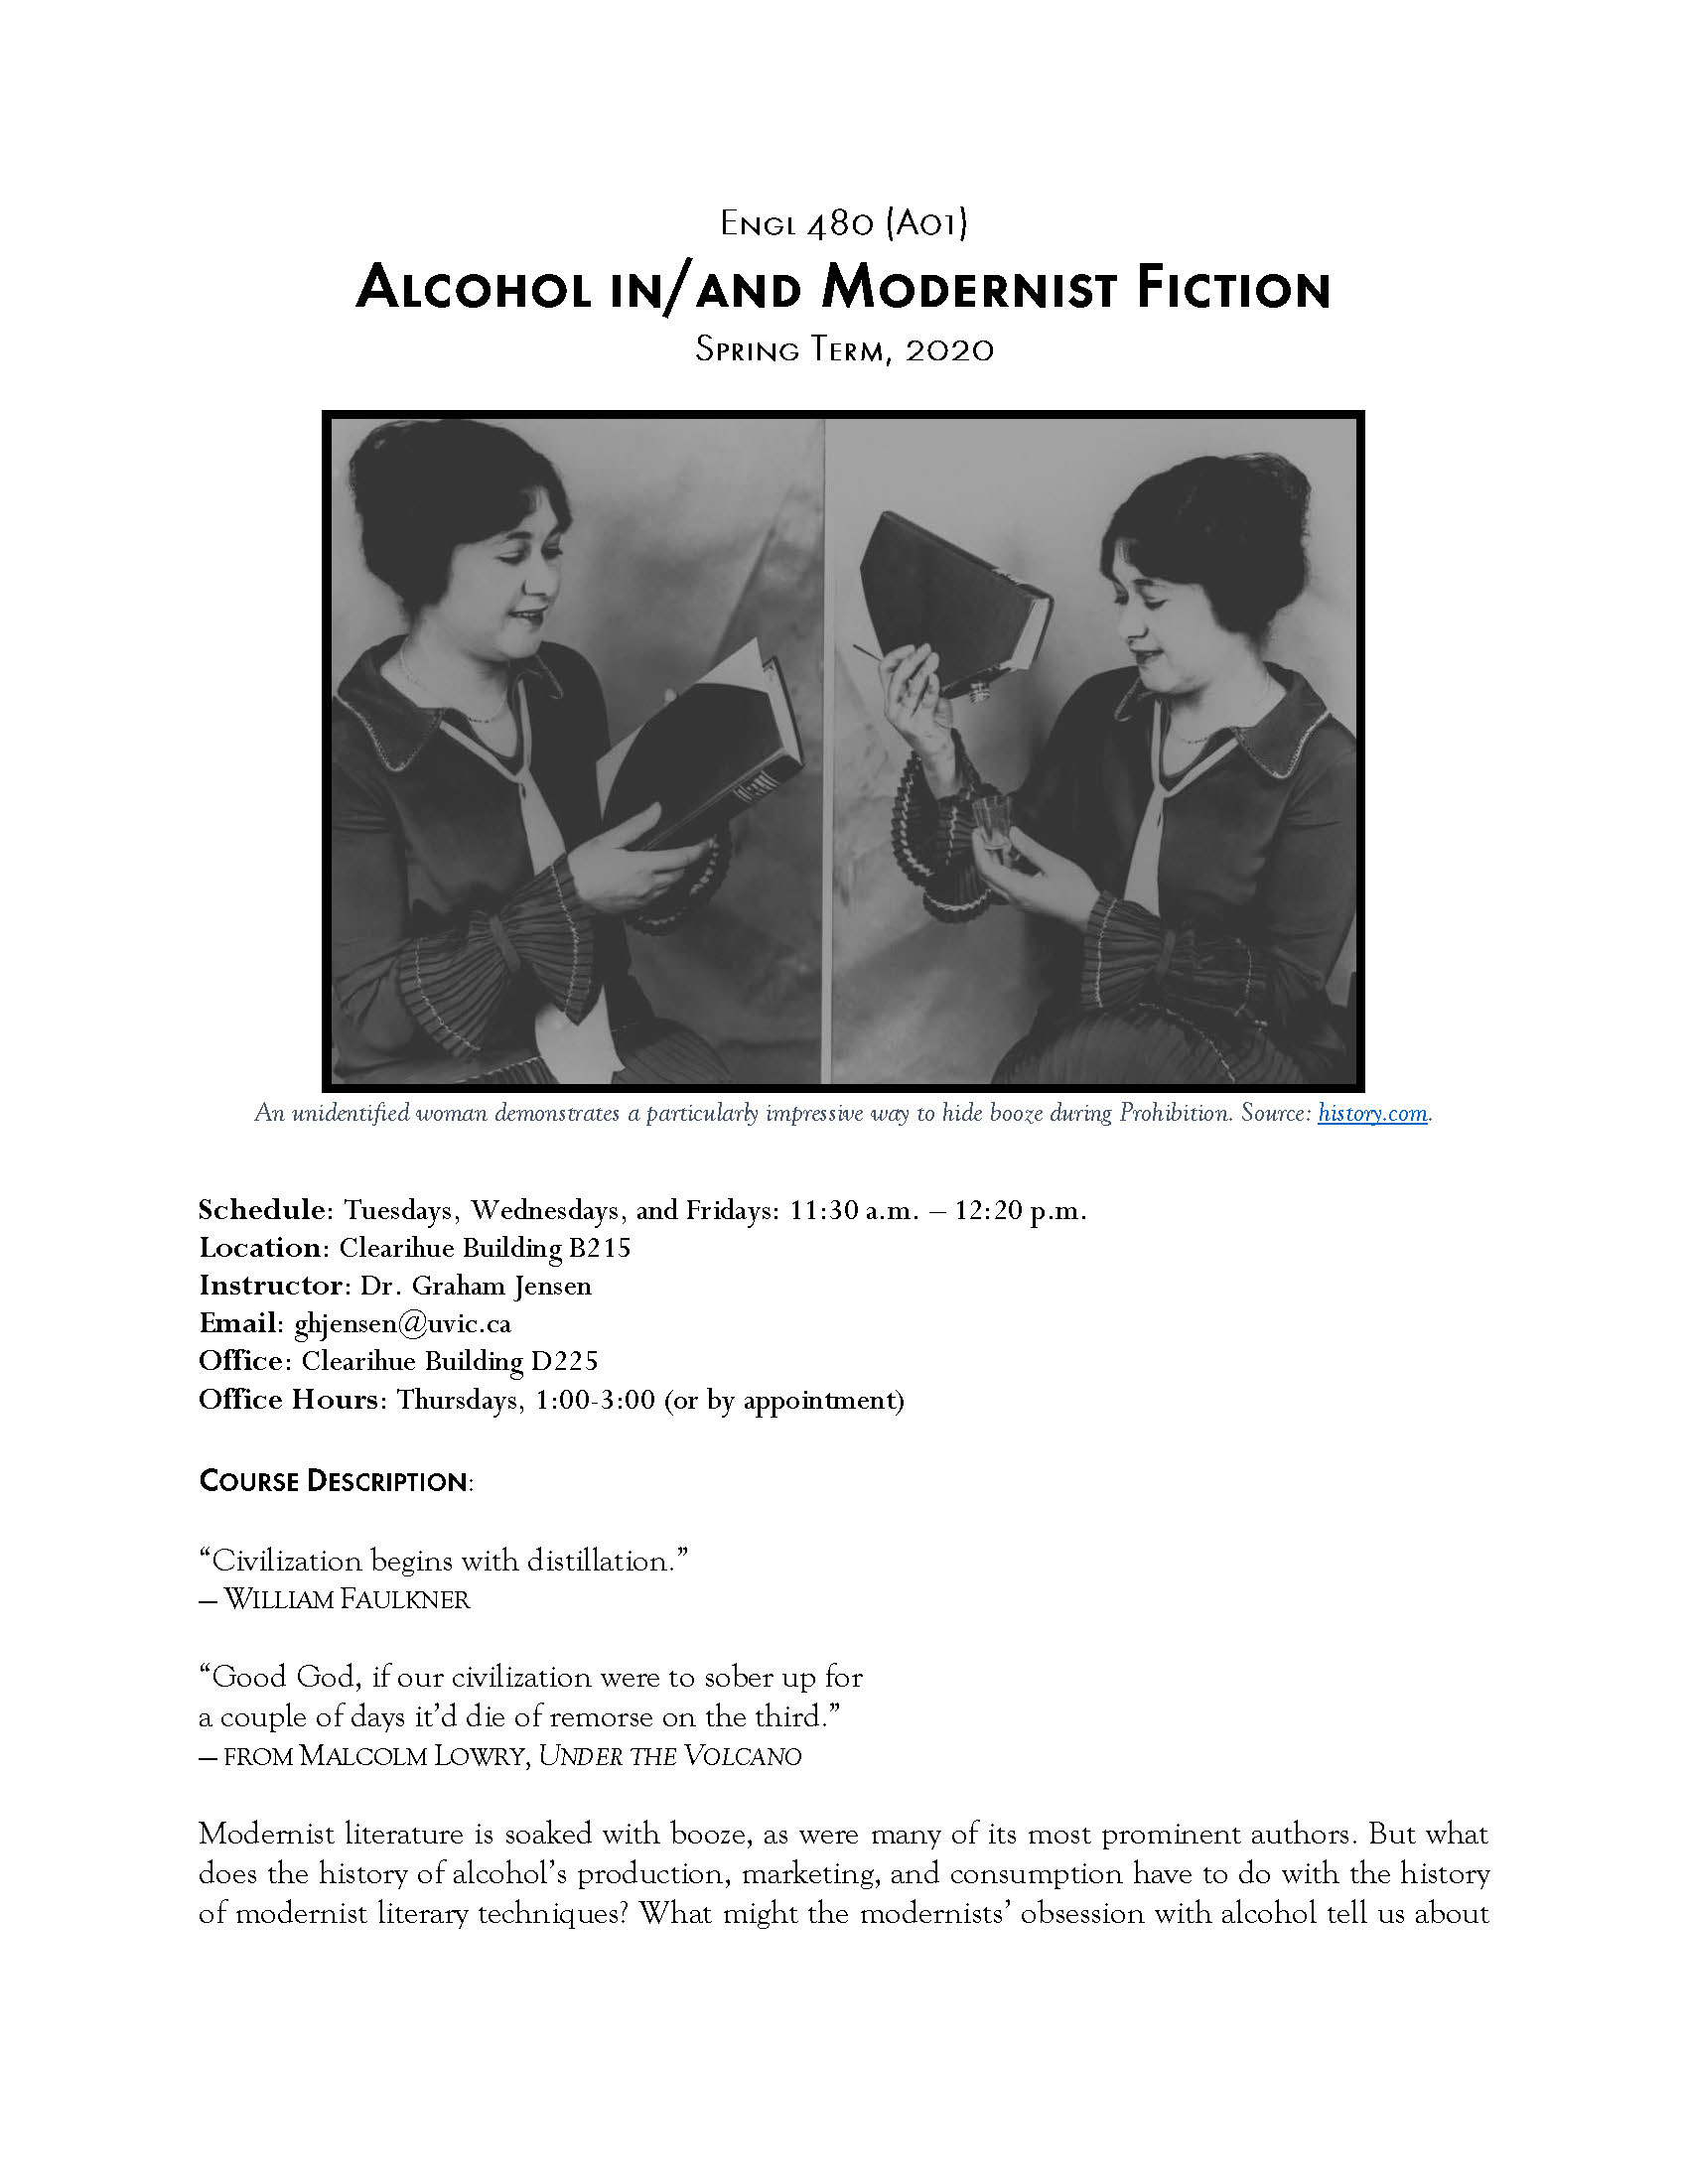 Engl 480 (A01)
Alcohol in/and Modernist Fiction
Spring Term, 2020
An unidentified woman demonstrates a particularly impressive way to hide booze during Prohibition. Source: history.com.
Schedule: Tuesdays, Wednesdays, and Fridays: 11:30 a.m. – 12:20 p.m.
Location: Clearihue Building B215
Instructor: Dr. Graham Jensen
Email: ghjensen@uvic.ca
Office: Clearihue Building D225
Office Hours: Thursdays, 1:00-3:00 (or by appointment)
Course Description:
“Civilization begins with distillation.”
– William Faulkner
“Good God, if our civilization were to sober up for
a couple of days it’d die of remorse on the third.”
– from Malcolm Lowry, Under the Volcano
Modernist literature is soaked with booze, as were many of its most prominent authors. But what
does the history of alcohol’s production, marketing, and consumption have to do with the history
of modernist literary techniques? What might the modernists’ obsession with alcohol tell us about